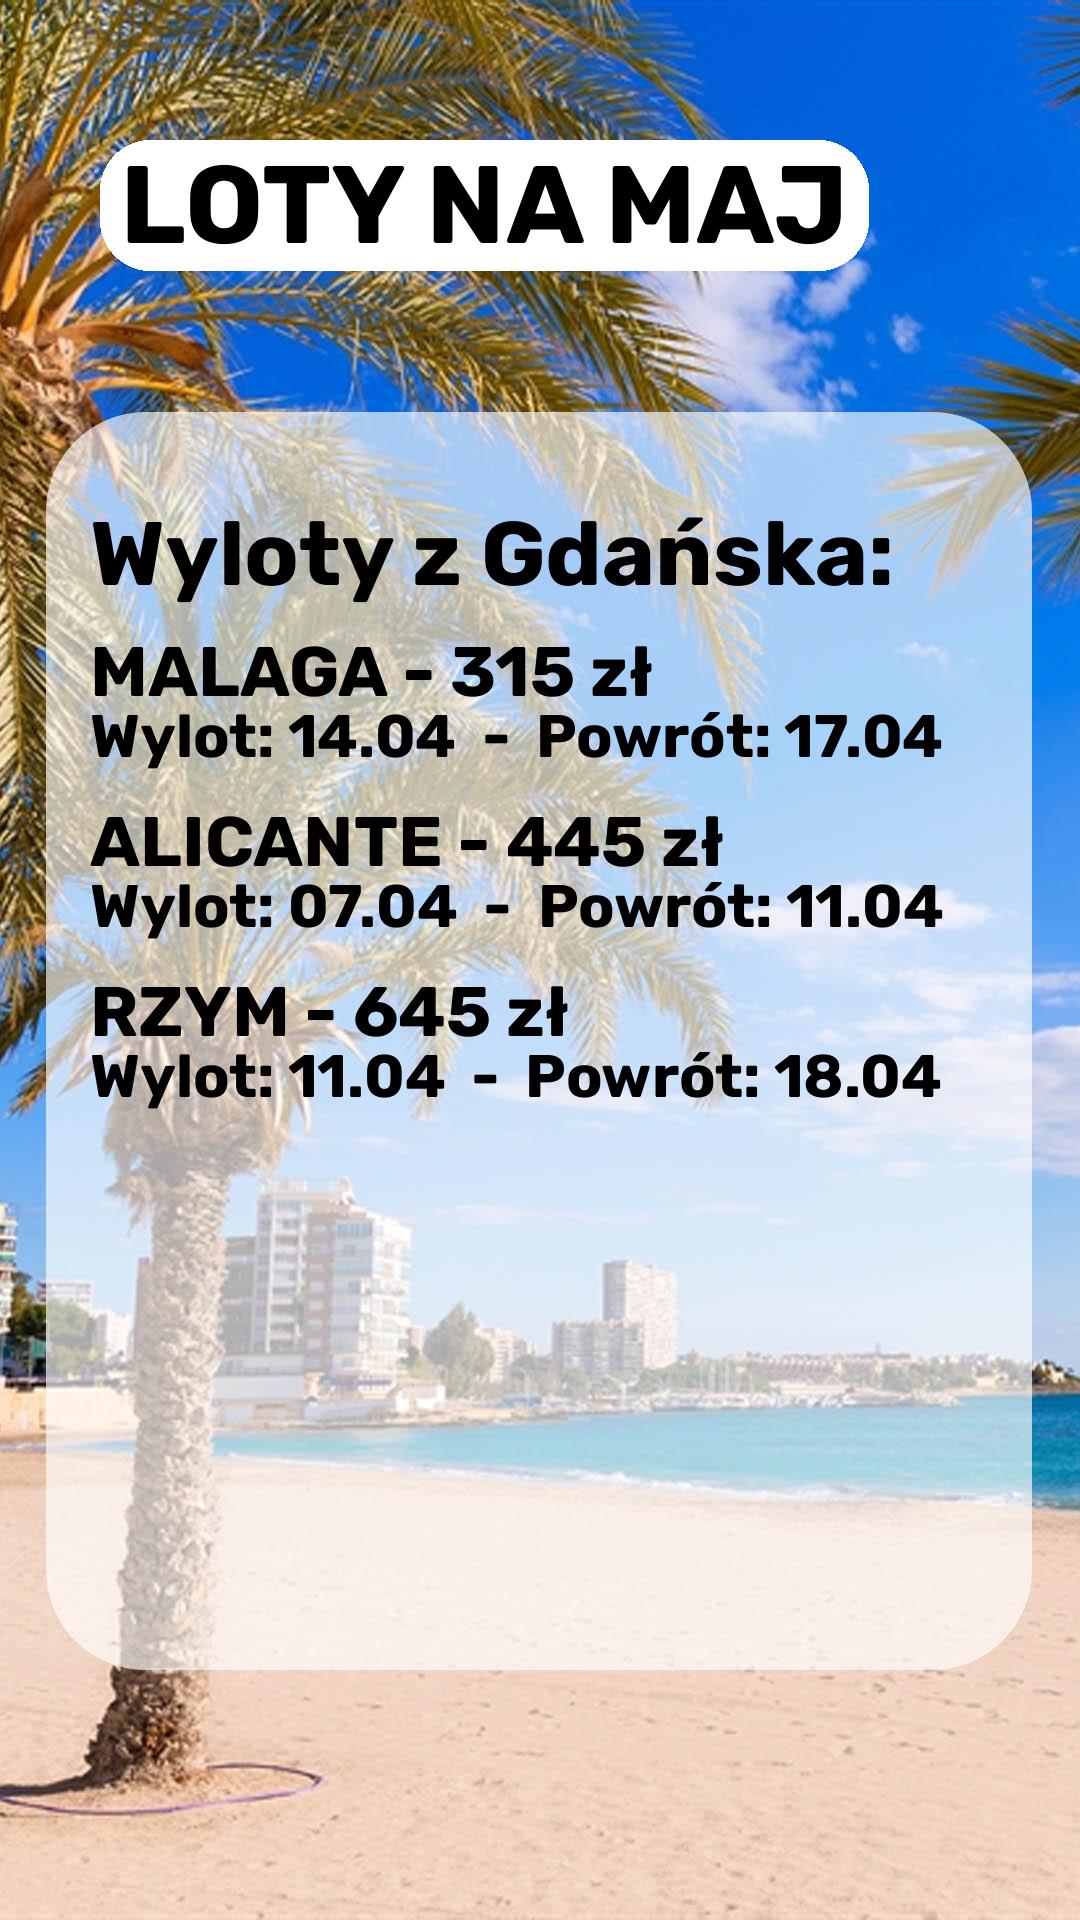 LOTY NA MAJ
Wyloty z Gdańska:
MALAGA - 315 zł
Wylot: 14.04 - Powrót: 17.04
ALICANTE - 445 zł
Wylot: 07.04 - Powrót: 11.04
RZYM - 645 zł
Wylot: 11.04 - Powrót: 18.04